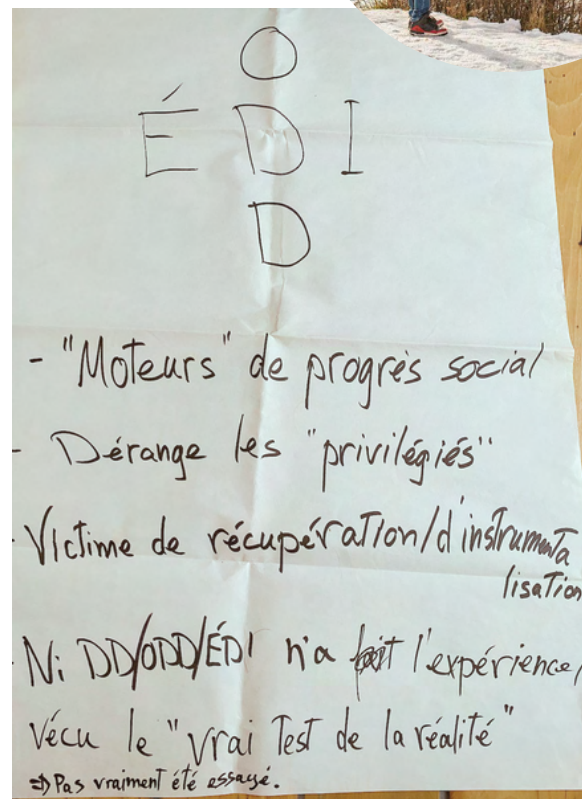 O
É D I
D
- "Moteurs" de progrès social
- Dérange les "privilégiés"
- Victime de récupération/d'instrumenta
lisation
- Ni DD/ODD/ÉDI n'a fait l'expérience/
vécu le "vrai test de la réalité"
⇒ Pas vraiment été essayé.